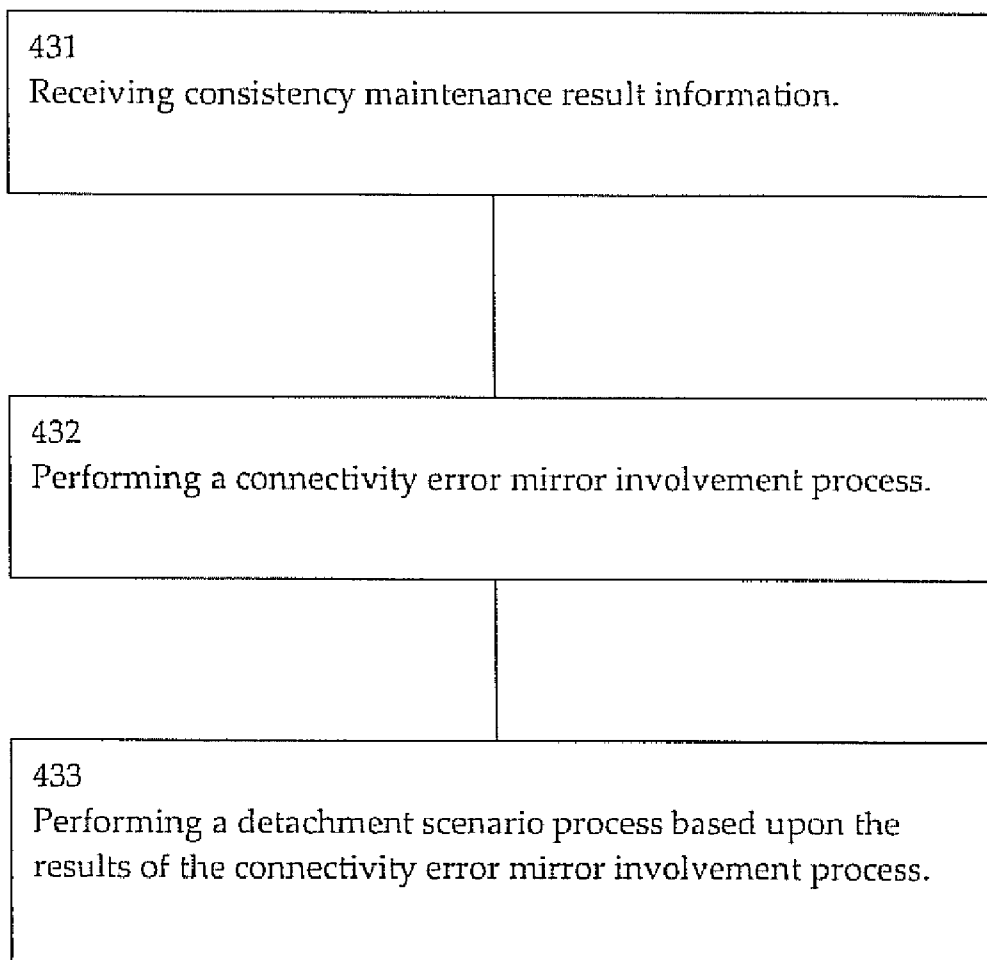 431
Receiving consistency maintenance result information.
432
Performing a connectivity error mirror involvement process.
433
Performing a detachment scenario process based upon the
results of the connectivity error mirror involvement process.